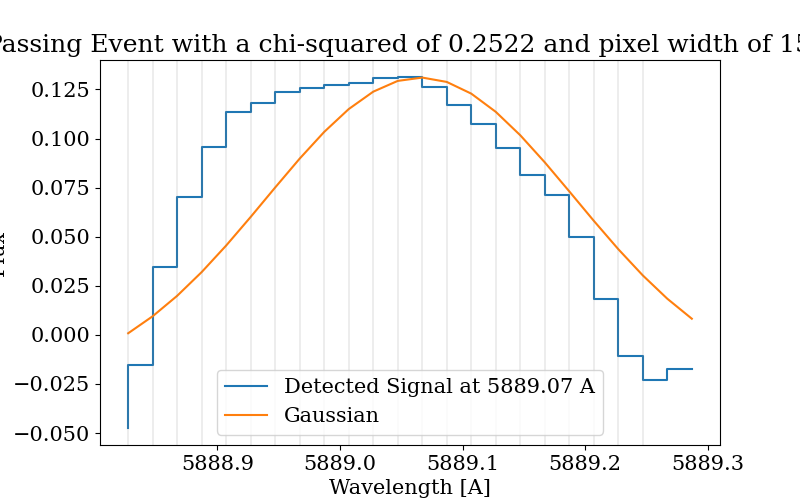 Passing Event with a chi-squared of 0.2522 and pixel width of 15
0.125
0.100
0.075
0.050
0.025
0.000
−0.025
−0.050
Detected Signal at 5889.07 A
Gaussian
5888.9 5889.0 5889.1 5889.2 5889.3
Wavelength [A]